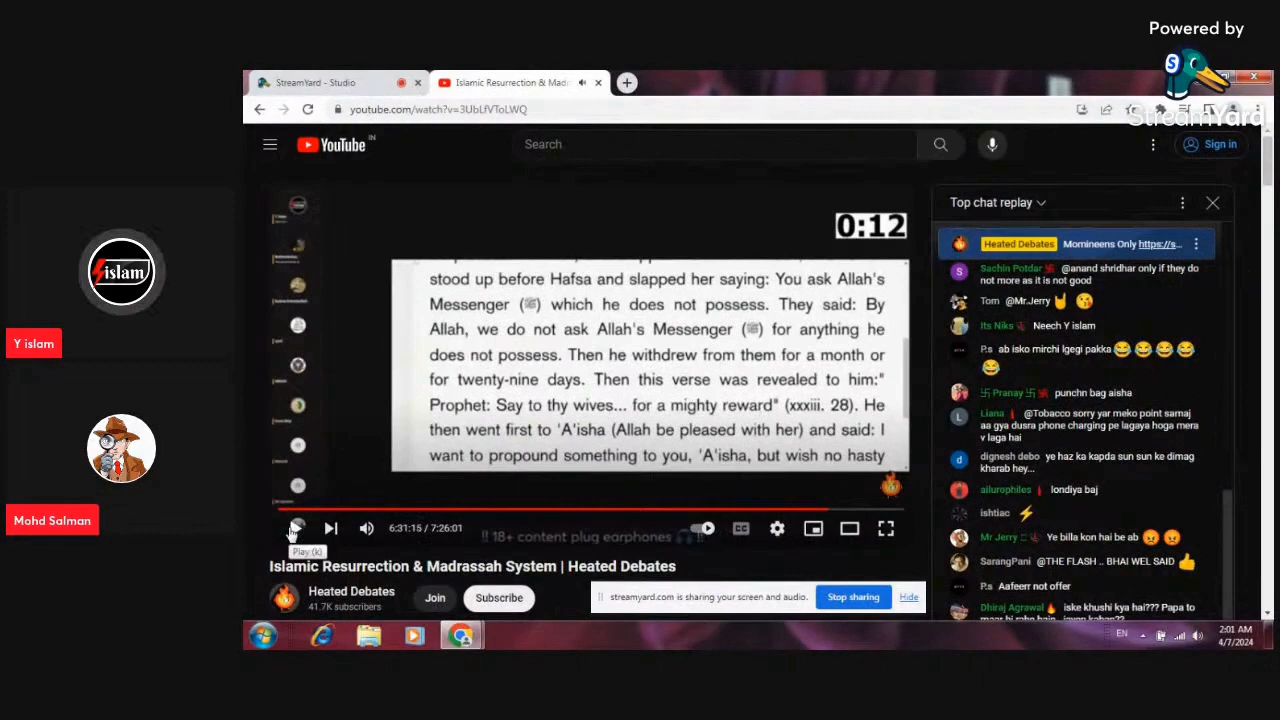 Powered by
StreamYard
StreamYard - Studio
Islamic Resurrection & Madr
youtube.com/watch?v=3UbLfVToLWQ
YouTube
IN
Search
Sign in
islam
Y islam
Mohd Salman
0:12
stood up before Hafsa and slapped her saying: You ask Allah's
Messenger (ﷺ) which he does not possess. They said: By
Allah, we do not ask Allah's Messenger (ﷺ) for anything he
does not possess. Then he withdrew from them for a month or
for twenty-nine days. Then this verse was revealed to him:"
Prophet: Say to thy wives... for a mighty reward" (xxxiii. 28). He
then went first to 'A'isha (Allah be pleased with her) and said: I
want to propound something to you, 'A'isha, but wish no hasty
6:31:15 / 7:26:01
!! 18+ content plug earphones 🎧 !!
Play (k)
Islamic Resurrection & Madrassah System | Heated Debates
Heated Debates
41.7K subscribers
Join
Subscribe
streamyard.com is sharing your screen and audio.
Stop sharing
Hide
Top chat replay
Heated Debates Momineens Only https://s...
Sachin Potdar @anand shridhar only if they do
not more as it is not good
Tom @Mr.Jerry 🤘 😘
Its Niks Neech Y islam
P.s ab isko mirchi lgegi pakka 😂 😂 😂 😂
😂
卐 Pranay 卐 punchn bag aisha
Liana @Tobacco sorry yar meko point samaj
aa gya dusra phone charging pe lagaya hoga mera
v laga hai
dignesh debo ye haz ka kapda sun sun ke dimag
kharab hey...
ailurophiles londiya baj
ishtiac ⚡
Mr Jerry Ye billa kon hai be ab 😡 😡
SarangPani @THE FLASH .. BHAI WEL SAID 👍
P.s Aafeerr not offer
Dhiraj Agrawal 🔥 iske khushi kya hai??? Papa to
EN
2:01 AM
4/7/2024